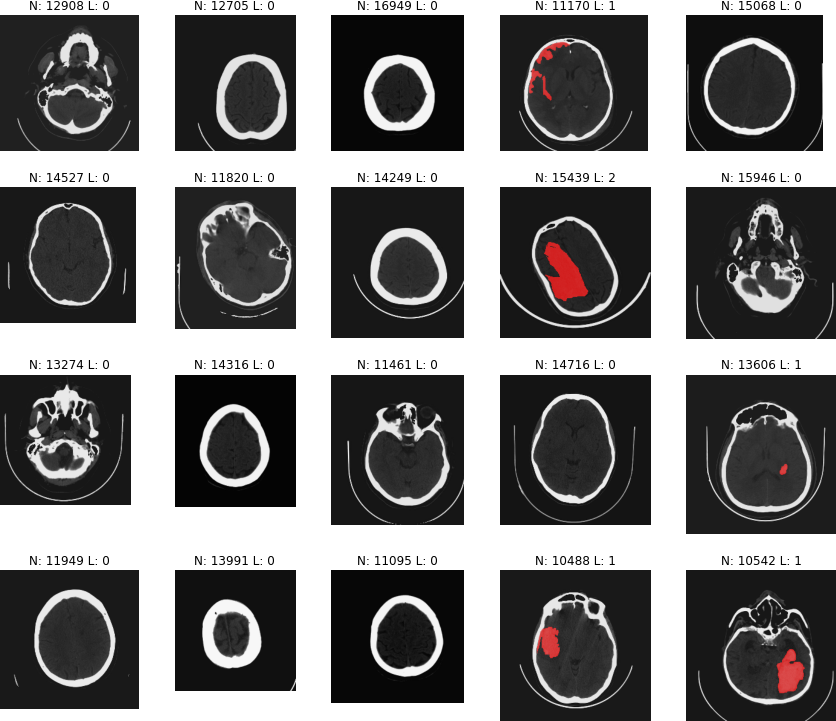 N: 12908 L: 0
N: 12705 L: 0
N: 16949 L: 0
N: 11170 L: 1
N: 15068 L: 0
N: 14527 L: 0
N: 11820 L: 0
N: 14249 L: 0
N: 15439 L: 2
N: 15946 L: 0
N: 13274 L: 0
N: 14316 L: 0
N: 11461 L: 0
N: 14716 L: 0
N: 13606 L: 1
N: 11949 L: 0
N: 13991 L: 0
N: 11095 L: 0
N: 10488 L: 1
N: 10542 L: 1